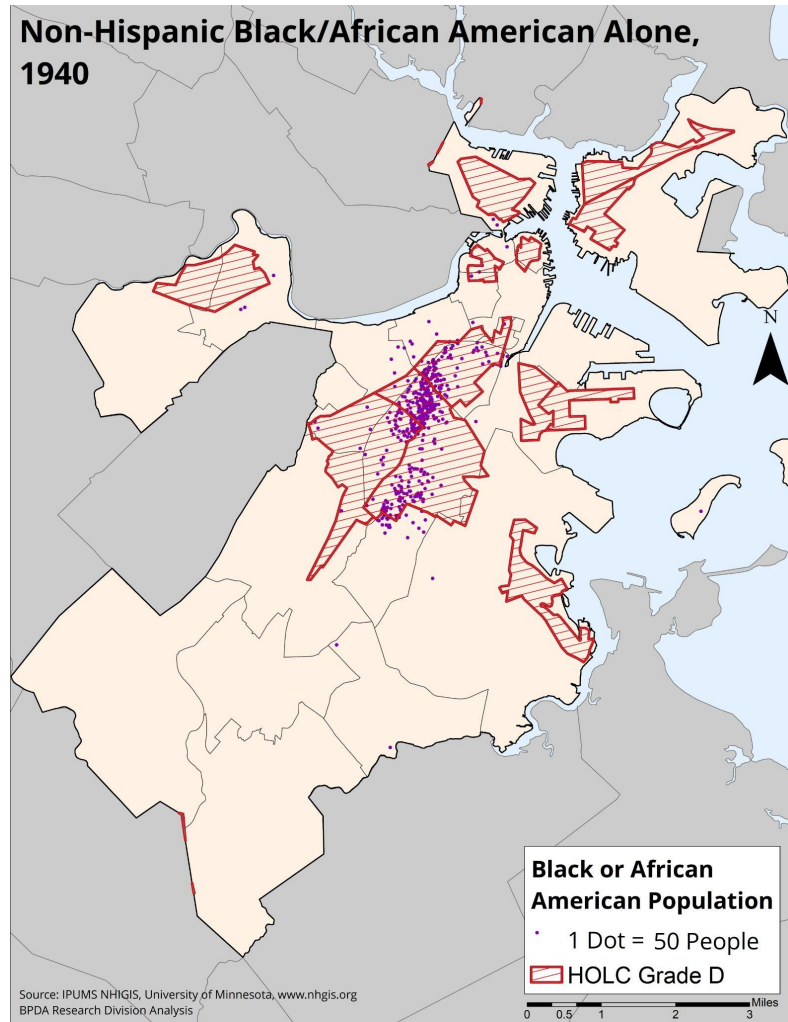 Non-Hispanic Black/African American Alone,
1940
N
Black or African
American Population
1 Dot = 50 People
HOLC Grade D
Source: IPUMS NHIGIS, University of Minnesota, www.nhgis.org
BPDA Research Division Analysis
Miles
0 0.5 1 2 3